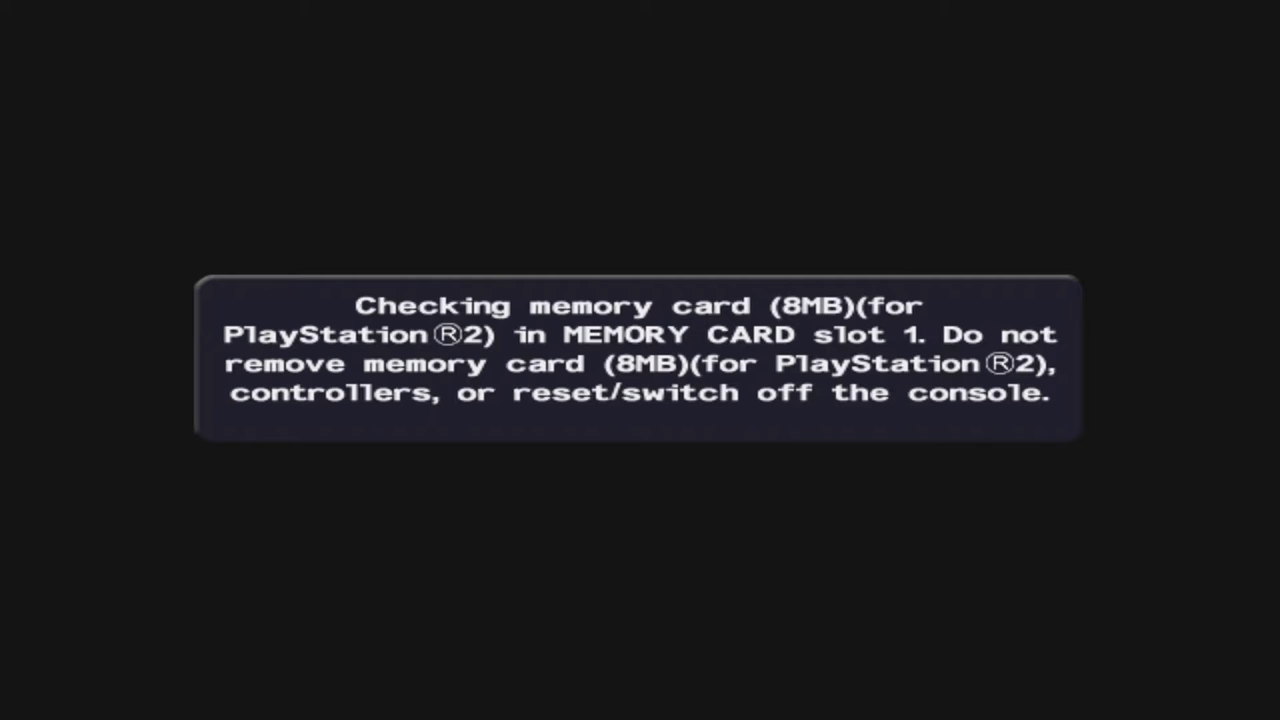 Checking memory card (8MB)(for
PlayStation®2) in MEMORY CARD slot 1. Do not
remove memory card (8MB)(for PlayStation®2),
controllers, or reset/switch off the console.